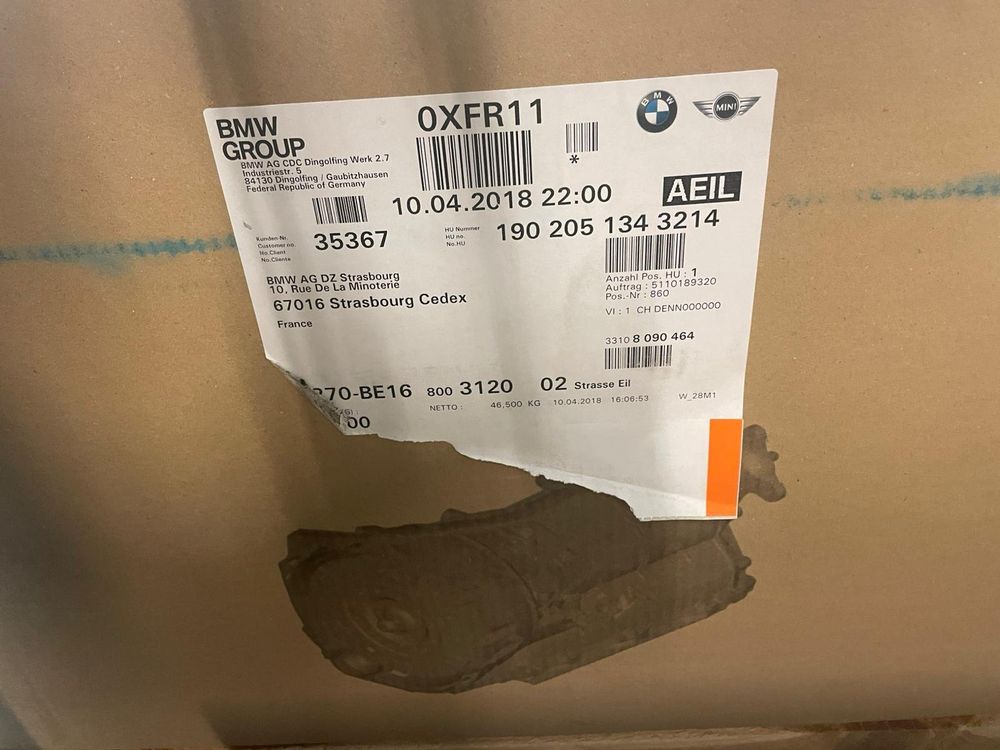 BMW
GROUP
BMW AG CDC Dingolfing Werk 2.7
Industriestr. 5
84130 Dingolfing / Gaubitzhausen
Federal Republic of Germany
0XFR11
*
BMW
MINI
10.04.2018 22:00
AEIL
Kunden-Nr.
Customer no.
No.Client
No.Cliente
35367
HU Nummer
HU no.
No.HU
190 205 134 3214
BMW AG DZ Strasbourg
10, Rue De La Minoterie
67016 Strasbourg Cedex
France
Anzahl Pos. HU : 1
Auftrag : 5110189320
Pos.-Nr : 860
VI : 1 CH DENN000000
3310 8 090 464
370-BE16 800 3120 02 Strasse Eil
NETTO : 46,500 KG 10.04.2018 16:06:53 W_28M1
00